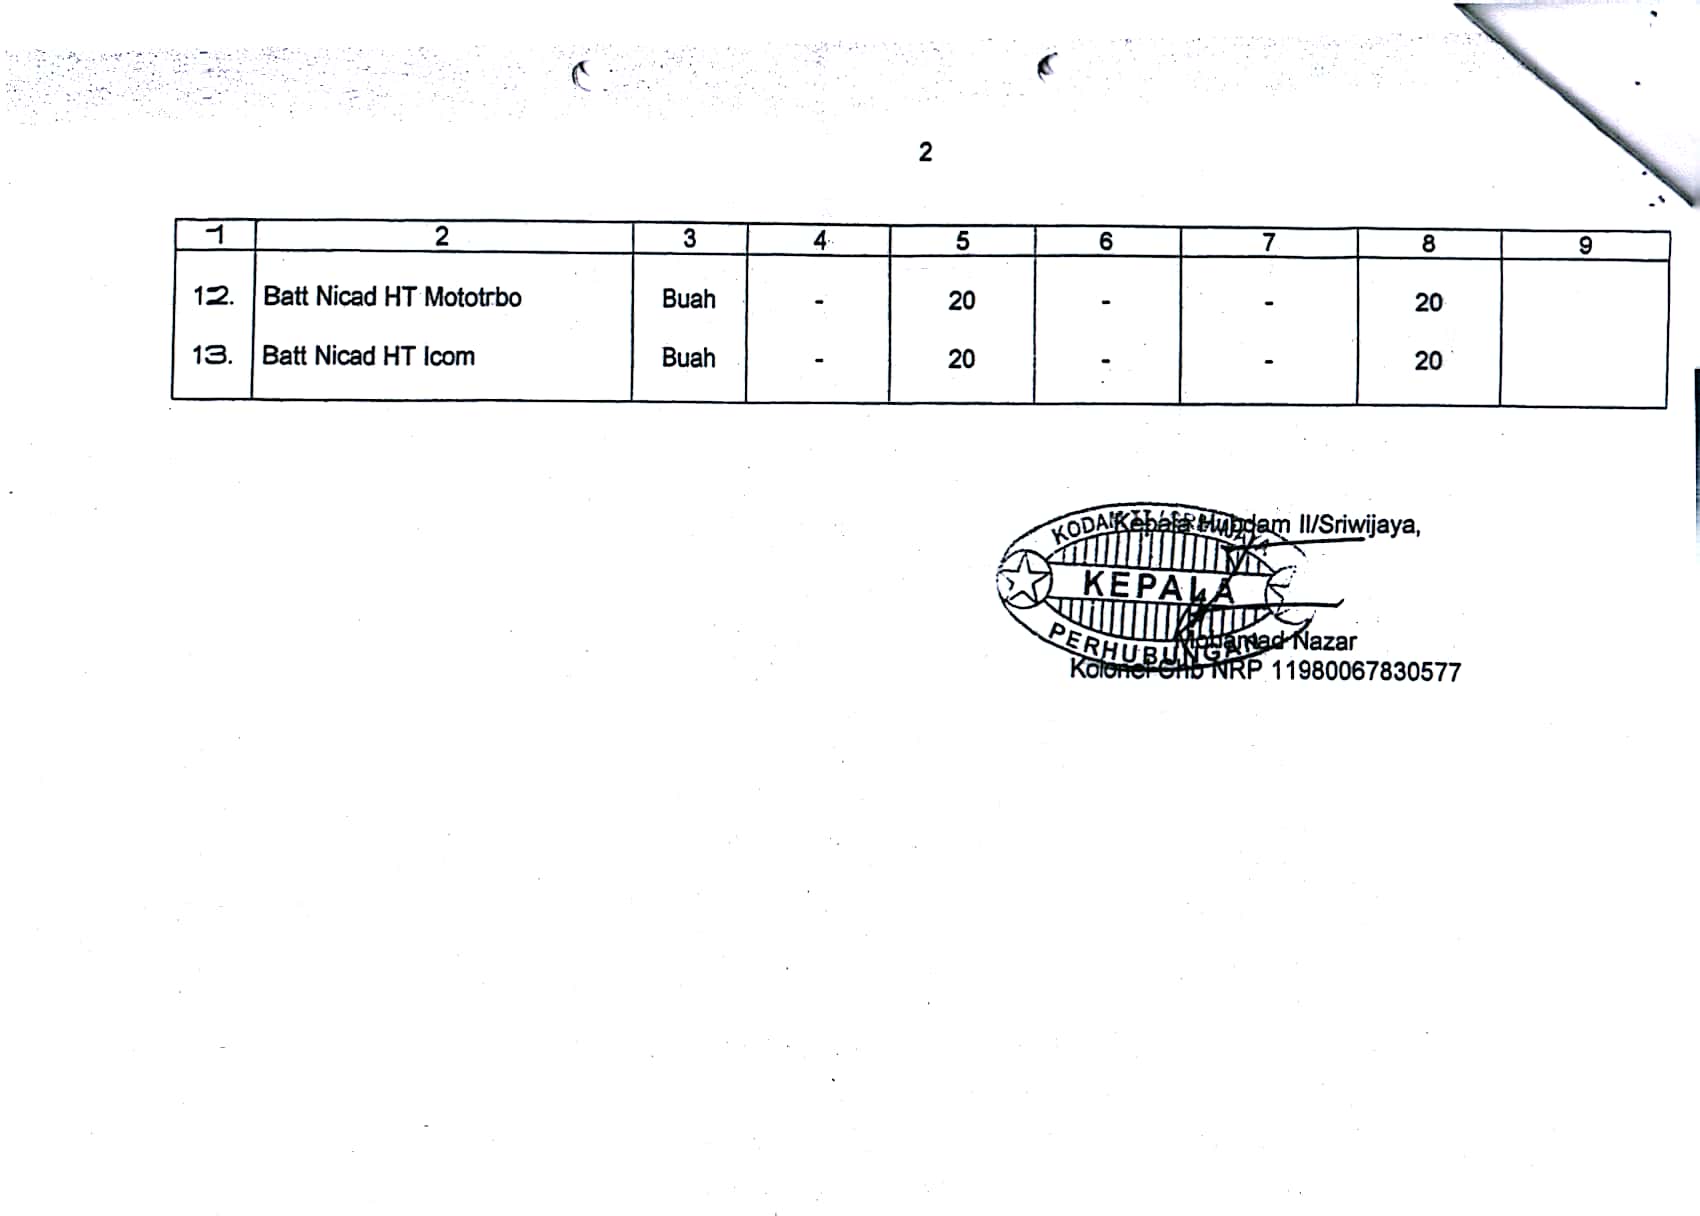 2
1 2 3 4 5 6 7 8 9
12. Batt Nicad HT Mototrbo Buah - 20 - - 20
13. Batt Nicad HT Icom Buah - 20 - - 20
Kepala Hubdam II/Sriwijaya,
KODAM II / SRIWIJAYA
KEPALA
PERHUBUNGAN
Mohamad Nazar
Kolonel Chb NRP 11980067830577